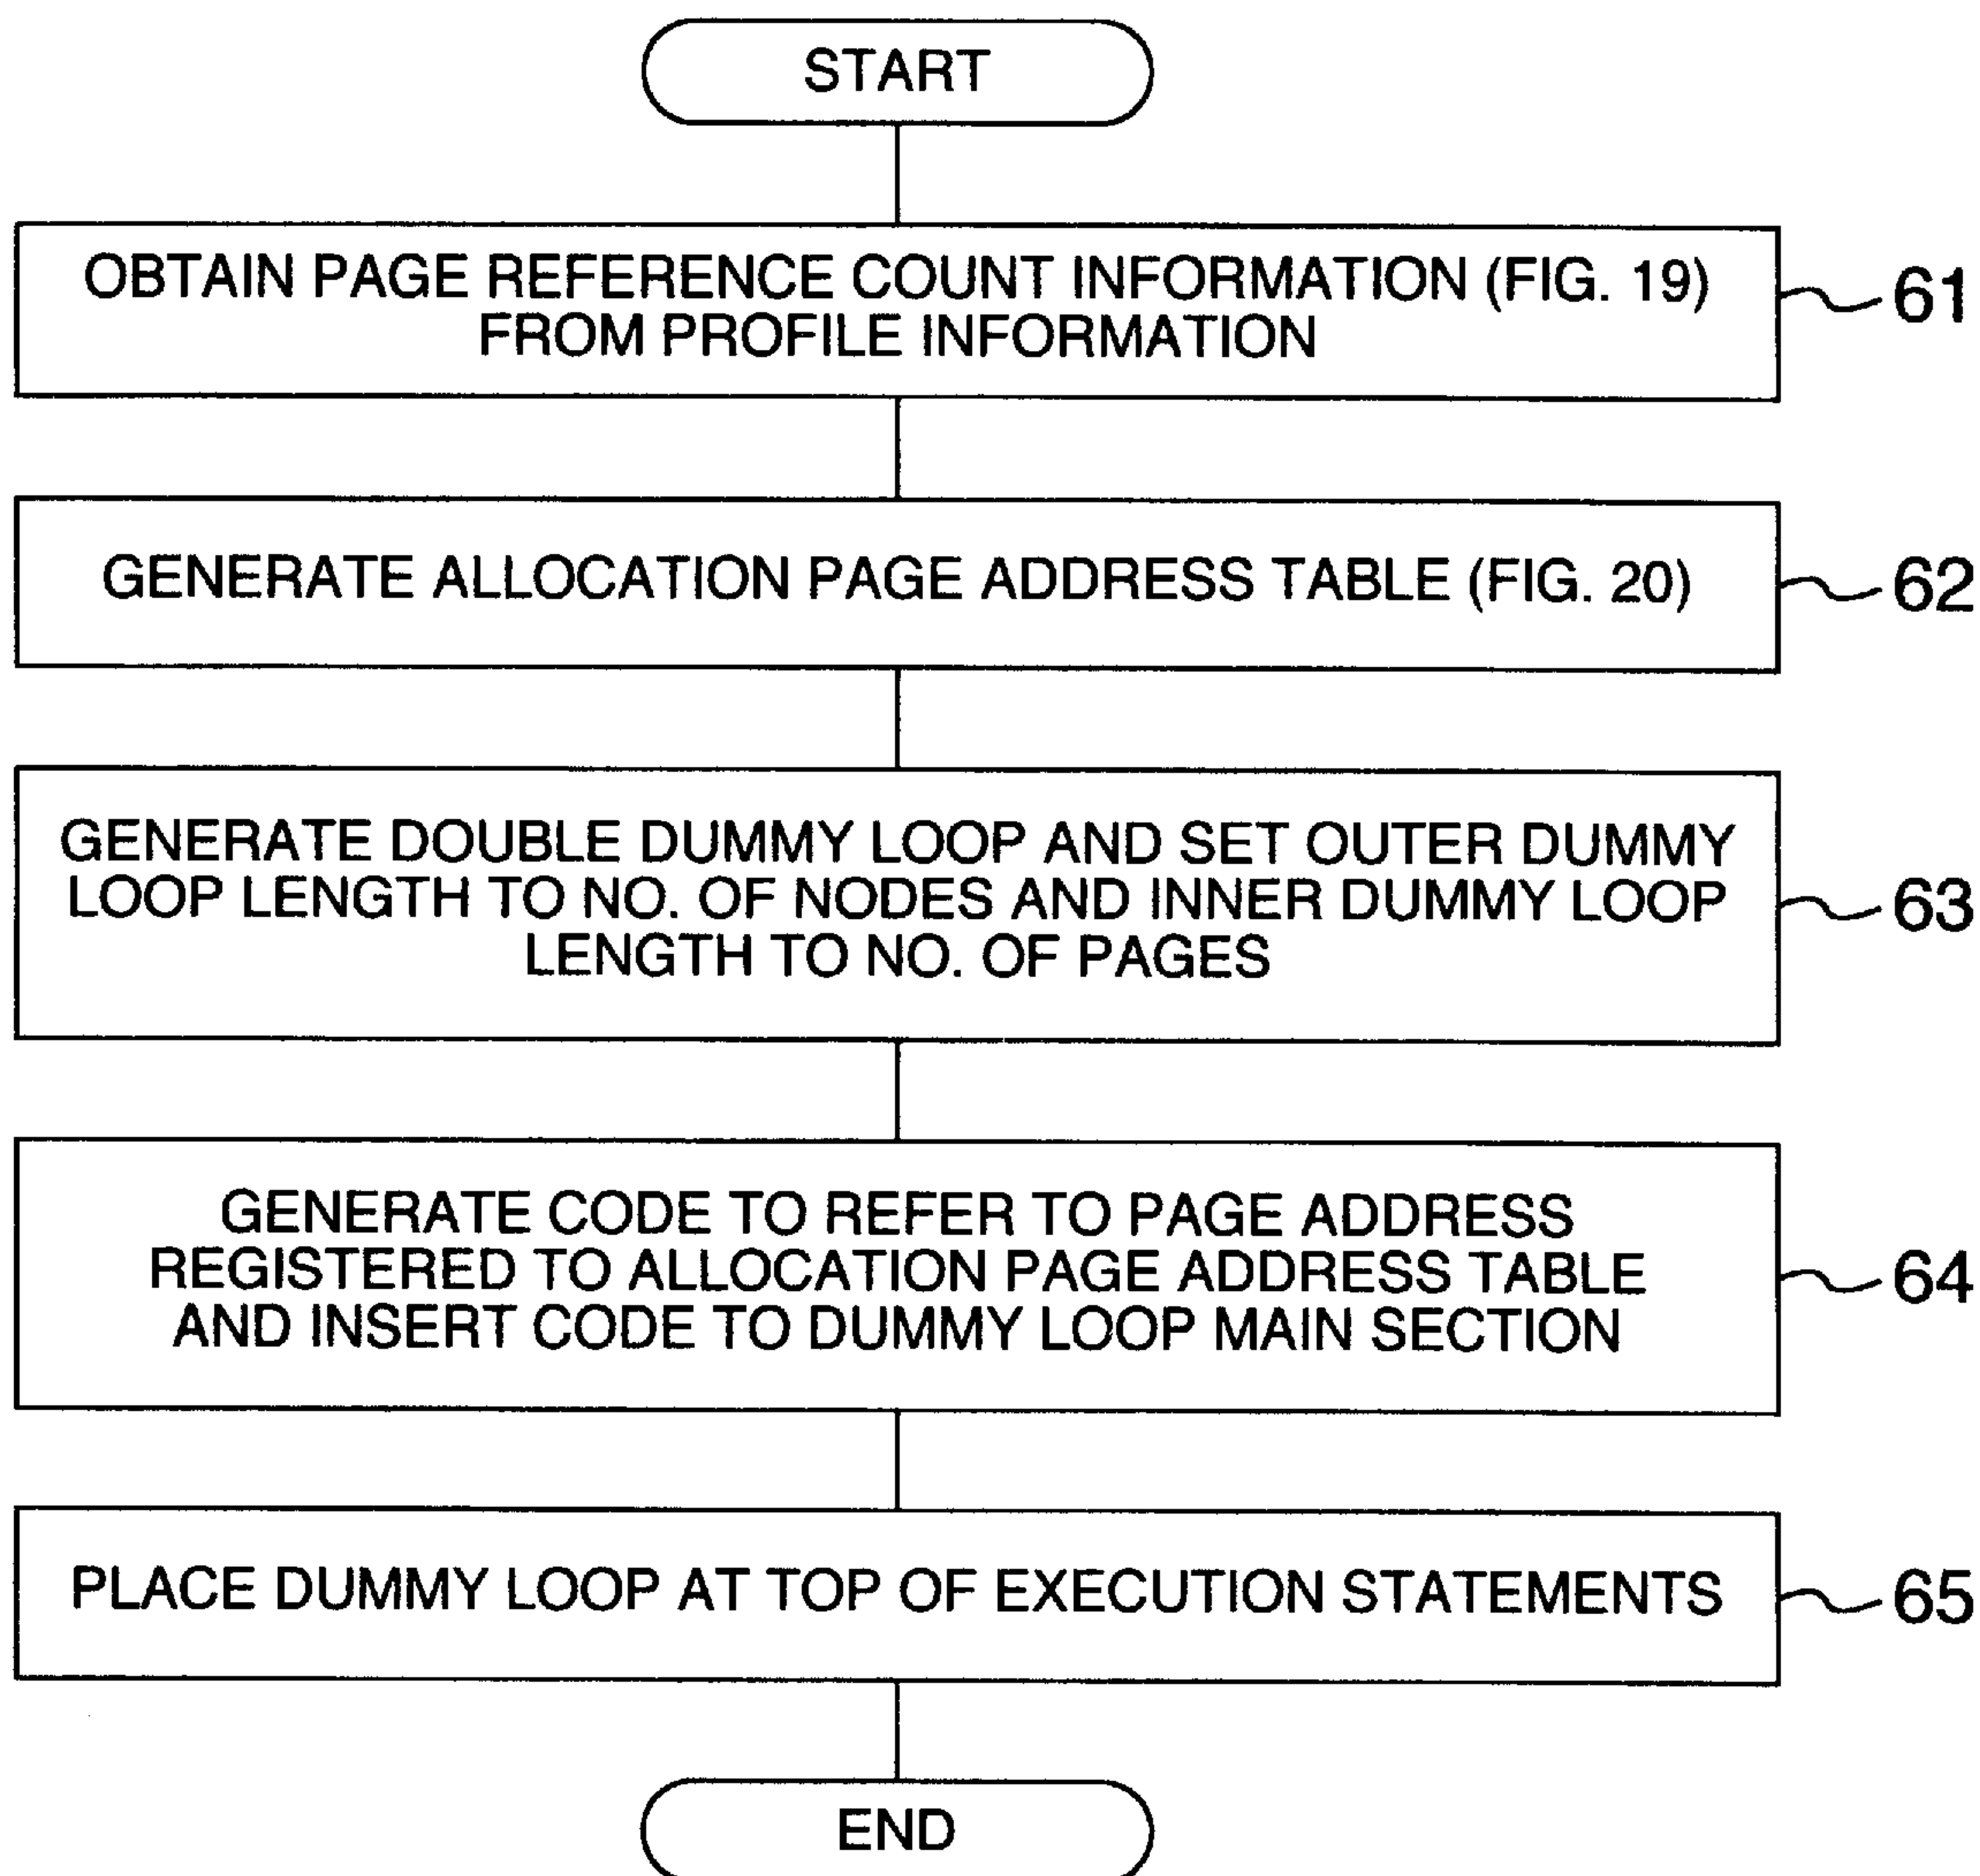 START
OBTAIN PAGE REFERENCE COUNT INFORMATION (FIG. 19)
FROM PROFILE INFORMATION
61
GENERATE ALLOCATION PAGE ADDRESS TABLE (FIG. 20)
62
GENERATE DOUBLE DUMMY LOOP AND SET OUTER DUMMY
LOOP LENGTH TO NO. OF NODES AND INNER DUMMY LOOP
LENGTH TO NO. OF PAGES
63
GENERATE CODE TO REFER TO PAGE ADDRESS
REGISTERED TO ALLOCATION PAGE ADDRESS TABLE
AND INSERT CODE TO DUMMY LOOP MAIN SECTION
64
PLACE DUMMY LOOP AT TOP OF EXECUTION STATEMENTS
65
END